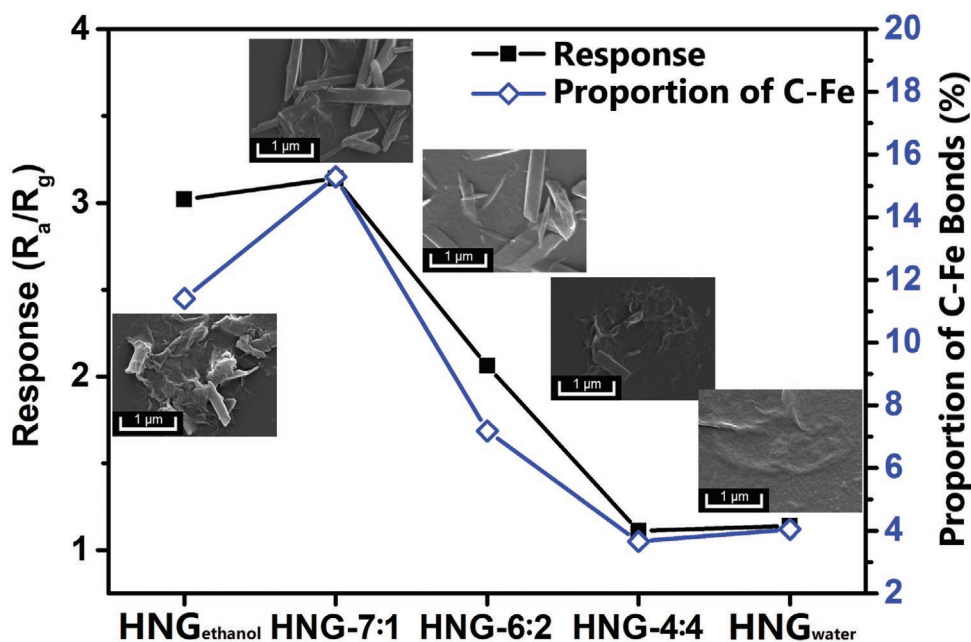 Response (Rₐ/R_g)
4
3
2
1
Response
Proportion of C-Fe
1 μm
1 μm
1 μm
1 μm
1 μm
20
18
16
14
12
10
8
6
4
2
Proportion of C-Fe Bonds (%)
HNGethanol HNG-7:1 HNG-6:2 HNG-4:4 HNGwater